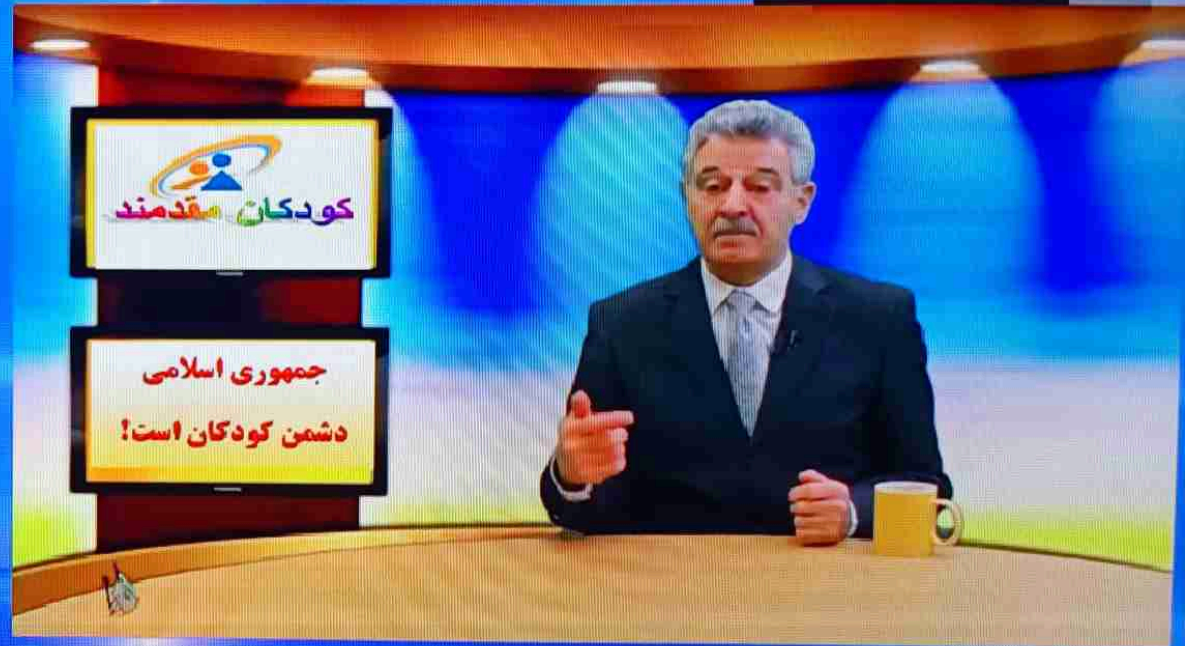 کودکان مقدمند
جمهوری اسلامی
دشمن کودکان است!